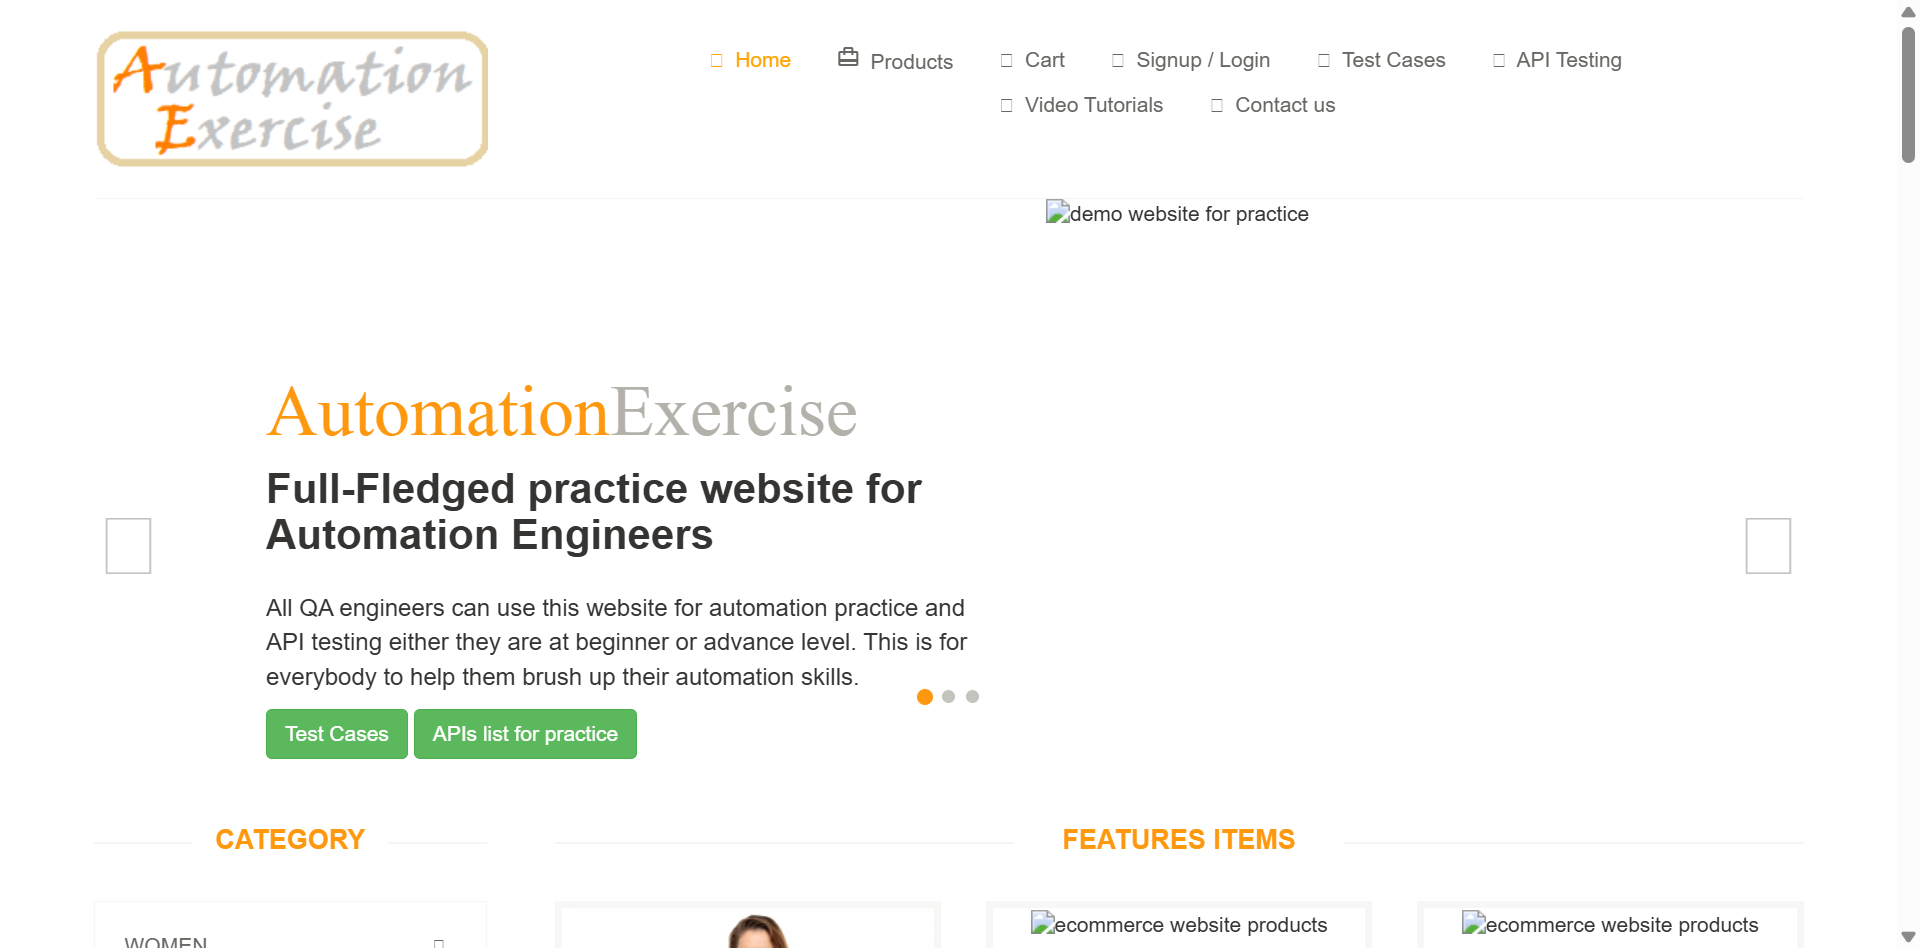 Automation
Exercise
Home Products Cart Signup / Login Test Cases API Testing
Video Tutorials Contact us
demo website for practice
AutomationExercise
Full-Fledged practice website for
Automation Engineers
All QA engineers can use this website for automation practice and
API testing either they are at beginner or advance level. This is for
everybody to help them brush up their automation skills.
Test Cases APIs list for practice
CATEGORY
FEATURES ITEMS
WOMEN
ecommerce website products
ecommerce website products